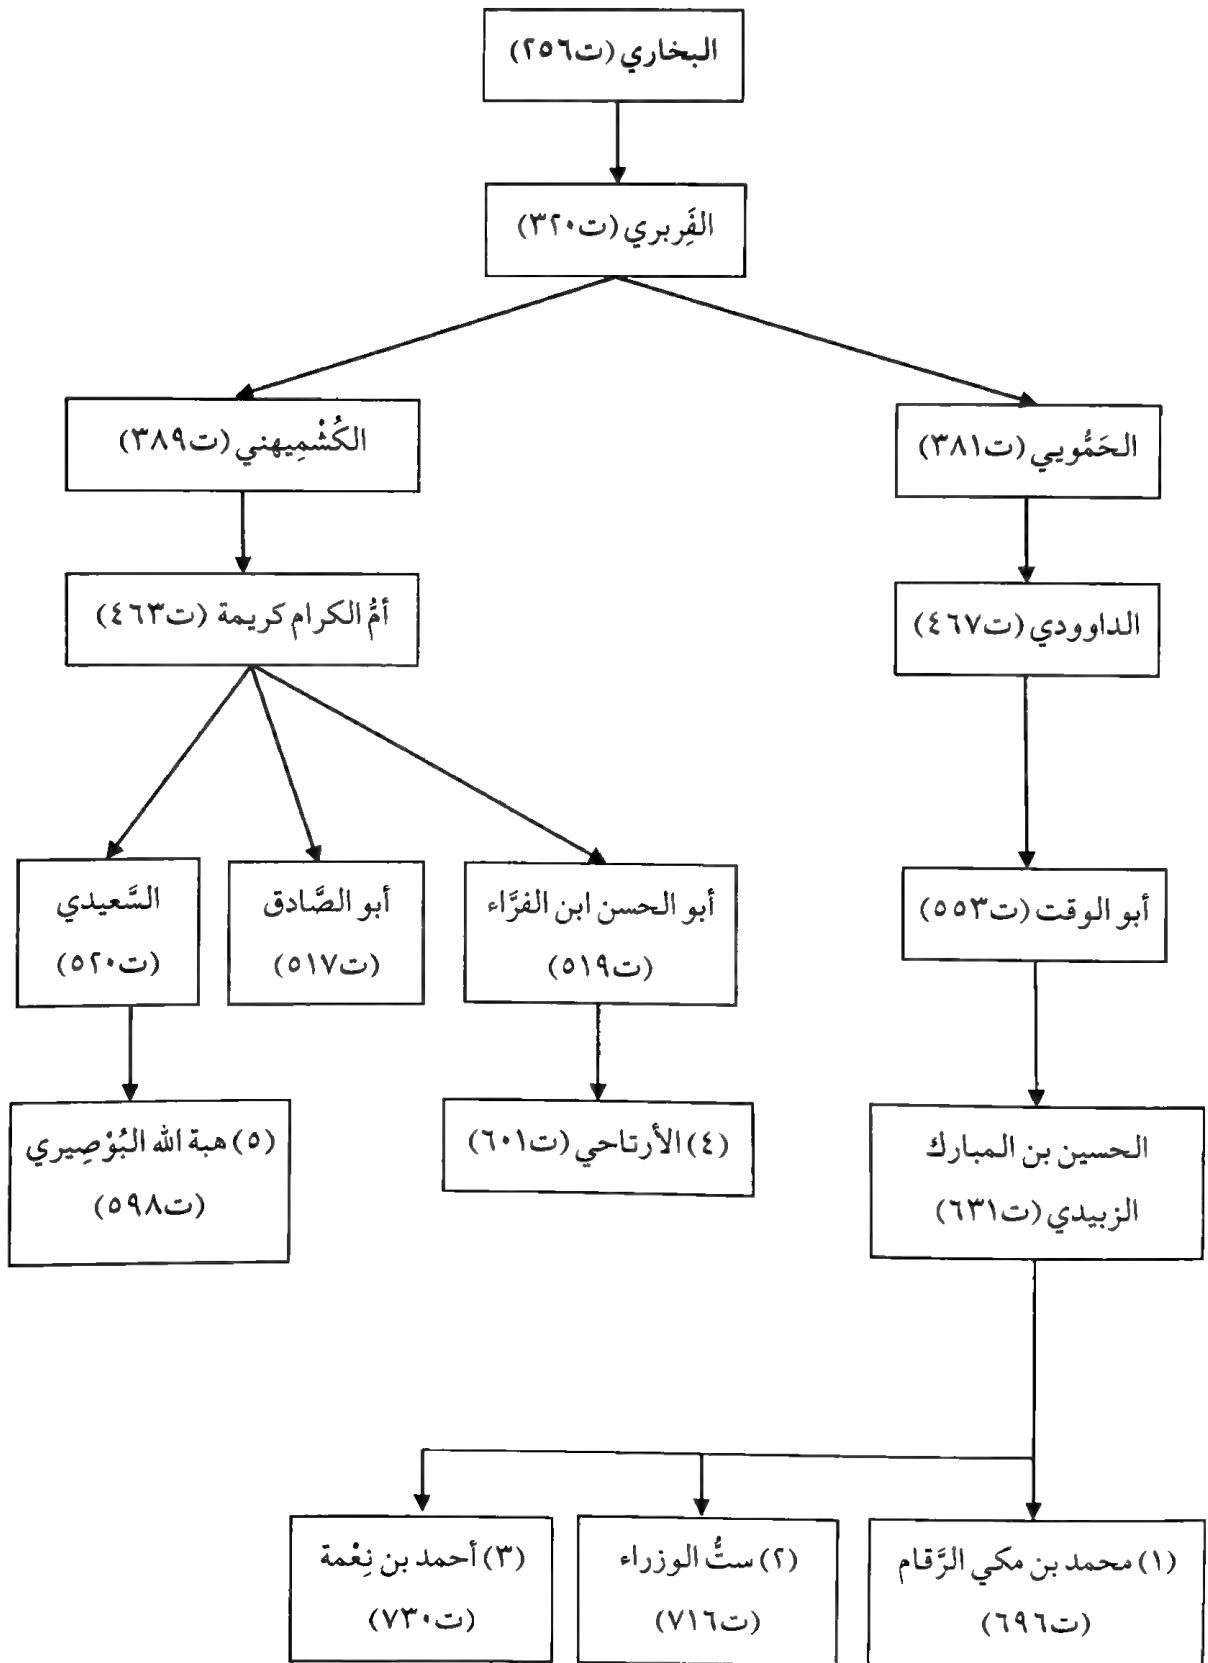 البخاري (ت٢٥٦)
الفَِربري (ت٣٢٠)
الحَمُّويي (ت٣٨١)
الكُشْمِيهني (ت٣٨٩)
الداوودي (ت٤٦٧)
أمُّ الكرام كريمة (ت٤٦٣)
أبو الوقت (ت٥٥٣)
أبو الحسن ابن الفرَّاء
(ت٥١٩)
أبو الصَّادق
(ت٥١٧)
السَّعيدي
(ت٥٢٠)
الحسين بن المبارك
الزبيدي (ت٦٣١)
(٤) الأرتاحي (ت٦٠١)
(٥) هبة الله البُوْصِيري
(ت٥٩٨)
(١) محمد بن مكي الرَّقام
(ت٦٩٦)
(٢) ستُّ الوزراء
(ت٧١٦)
(٣) أحمد بن نِعْمة
(ت٧٣٠)